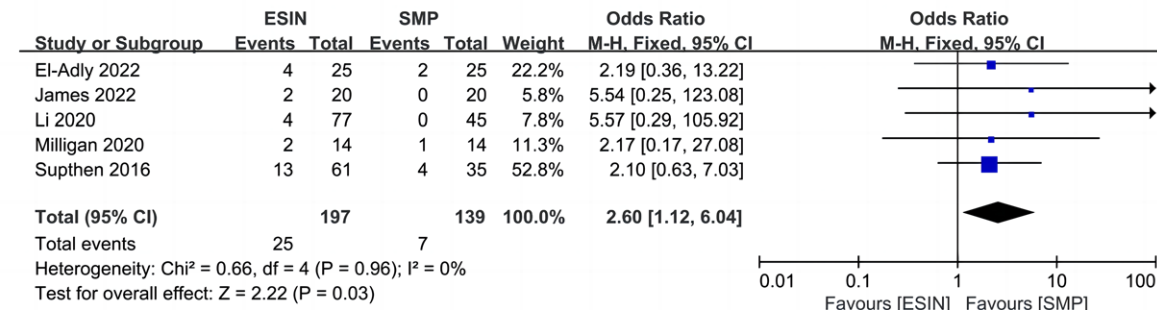 ESIN SMP Odds Ratio Odds Ratio
Study or Subgroup Events Total Events Total Weight M-H, Fixed, 95% CI M-H, Fixed, 95% CI
El-Adly 2022 4 25 2 25 22.2% 2.19 [0.36, 13.22]
James 2022 2 20 0 20 5.8% 5.54 [0.25, 123.08]
Li 2020 4 77 0 45 7.8% 5.57 [0.29, 105.92]
Milligan 2020 2 14 1 14 11.3% 2.17 [0.17, 27.08]
Supthen 2016 13 61 4 35 52.8% 2.10 [0.63, 7.03]
Total (95% CI) 197 139 100.0% 2.60 [1.12, 6.04]
Total events 25 7
Heterogeneity: Chi² = 0.66, df = 4 (P = 0.96); I² = 0%
Test for overall effect: Z = 2.22 (P = 0.03)
0.01 0.1 1 10 100
Favours [ESIN] Favours [SMP]